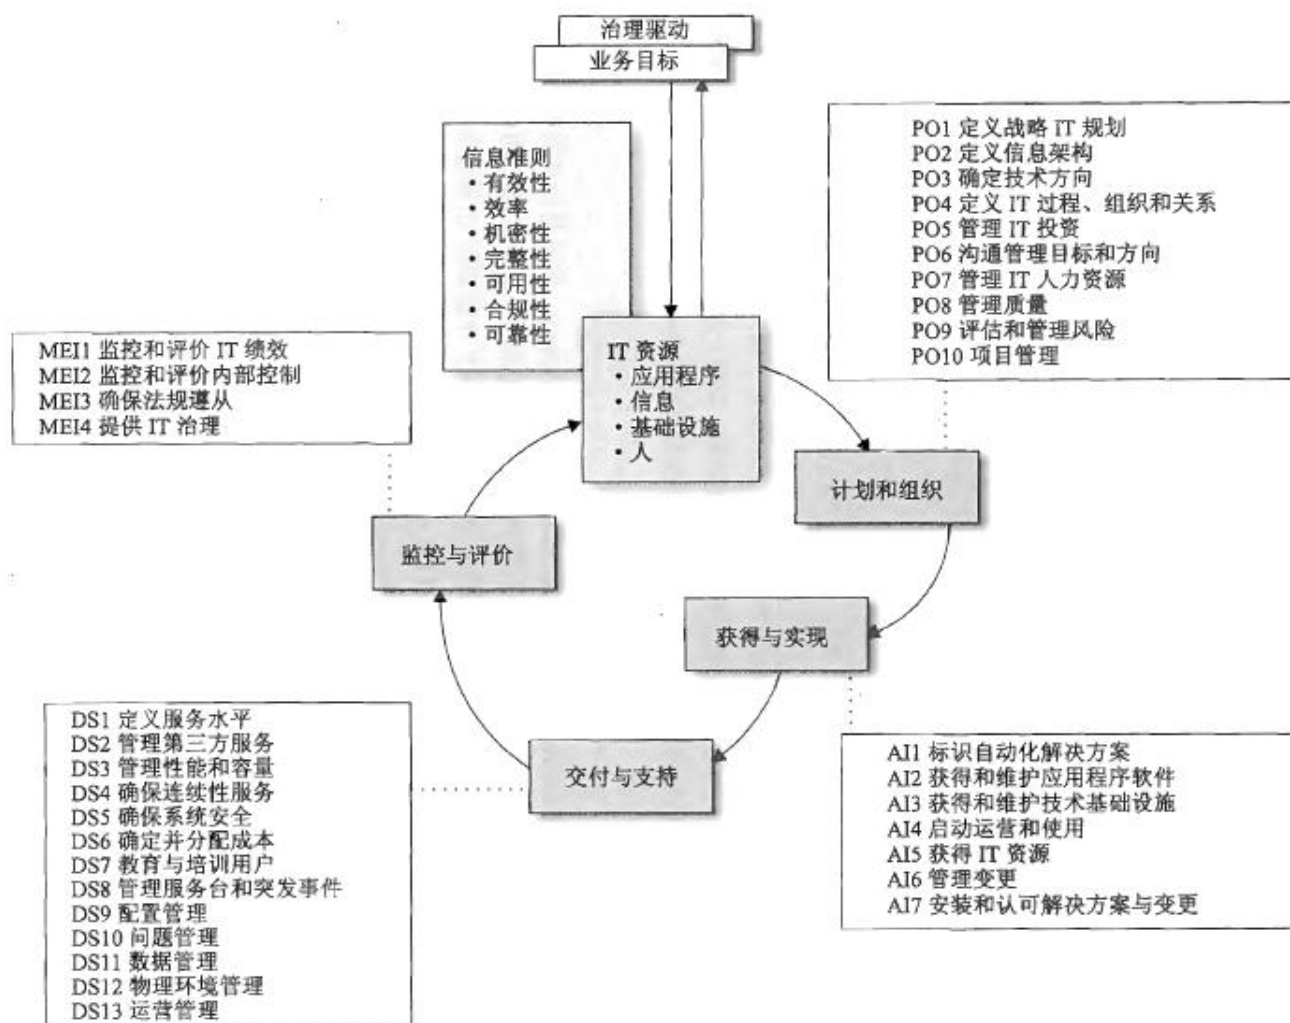 治理驱动
业务目标
信息准则
• 有效性
• 效率
• 机密性
• 完整性
• 可用性
• 合规性
• 可靠性
PO1 定义战略 IT 规划
PO2 定义信息架构
PO3 确定技术方向
PO4 定义 IT 过程、组织和关系
PO5 管理 IT 投资
PO6 沟通管理目标和方向
PO7 管理 IT 人力资源
PO8 管理质量
PO9 评估和管理风险
PO10 项目管理
MEI1 监控和评价 IT 绩效
MEI2 监控和评价内部控制
MEI3 确保法规遵从
MEI4 提供 IT 治理
IT 资源
• 应用程序
• 信息
• 基础设施
• 人
计划和组织
监控与评价
获得与实现
交付与支持
DS1 定义服务水平
DS2 管理第三方服务
DS3 管理性能和容量
DS4 确保连续性服务
DS5 确保系统安全
DS6 确定并分配成本
DS7 教育与培训用户
DS8 管理服务台和突发事件
DS9 配置管理
DS10 问题管理
DS11 数据管理
DS12 物理环境管理
DS13 运营管理
AI1 标识自动化解决方案
AI2 获得和维护应用程序软件
AI3 获得和维护技术基础设施
AI4 启动运营和使用
AI5 获得 IT 资源
AI6 管理变更
AI7 安装和认可解决方案与变更